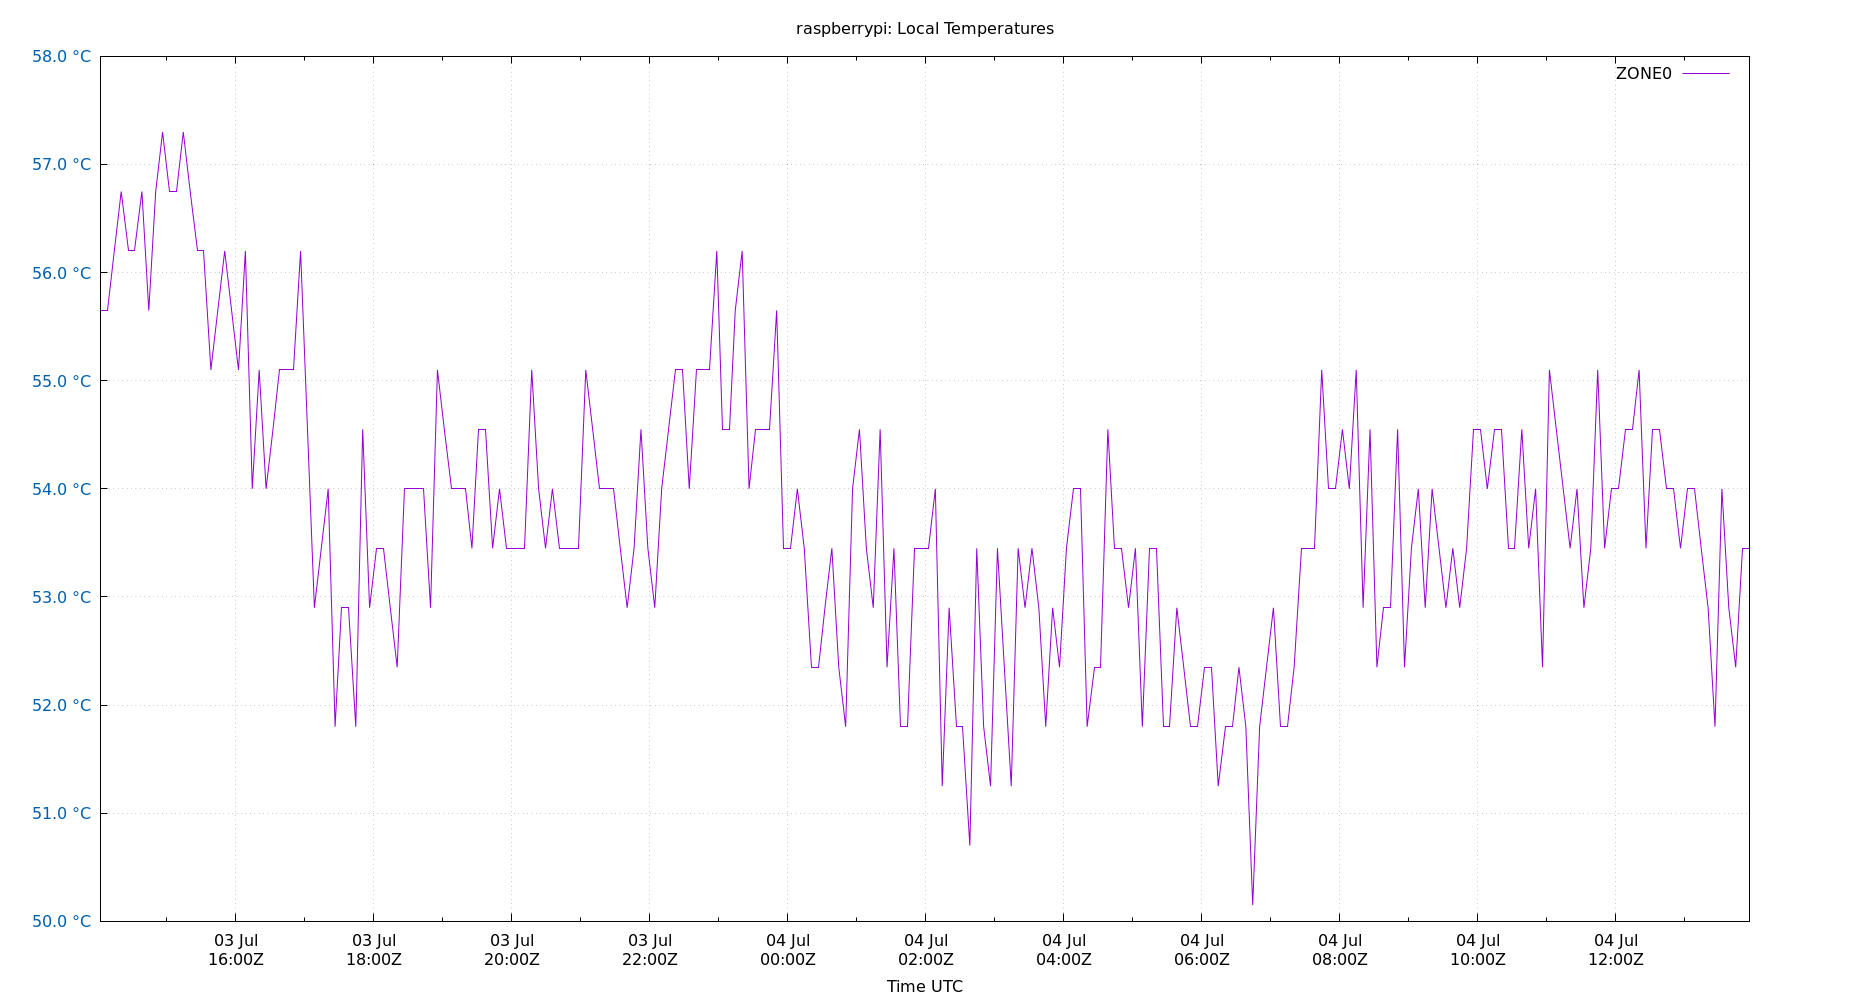 raspberrypi: Local Temperatures
58.0 °C
57.0 °C
56.0 °C
55.0 °C
54.0 °C
53.0 °C
52.0 °C
51.0 °C
50.0 °C
ZONE0
03 Jul
16:00Z
03 Jul
18:00Z
03 Jul
20:00Z
03 Jul
22:00Z
04 Jul
00:00Z
04 Jul
02:00Z
04 Jul
04:00Z
04 Jul
06:00Z
04 Jul
08:00Z
04 Jul
10:00Z
04 Jul
12:00Z
Time UTC